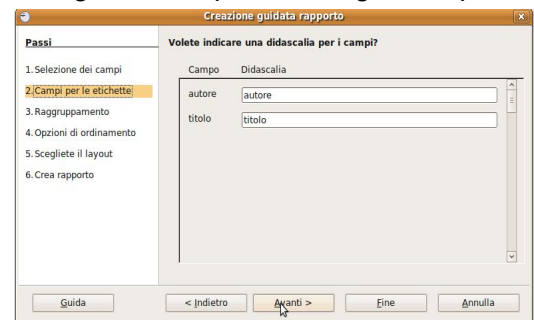 Creazione guidata rapporto
Passi
Volete indicare una didascalia per i campi?
1. Selezione dei campi
2. Campi per le etichette
3. Raggruppamento
4. Opzioni di ordinamento
5. Scegliete il layout
6. Crea rapporto
Campo Didascalia
autore autore
titolo titolo
Guida < Indietro Avanti > Fine Annulla